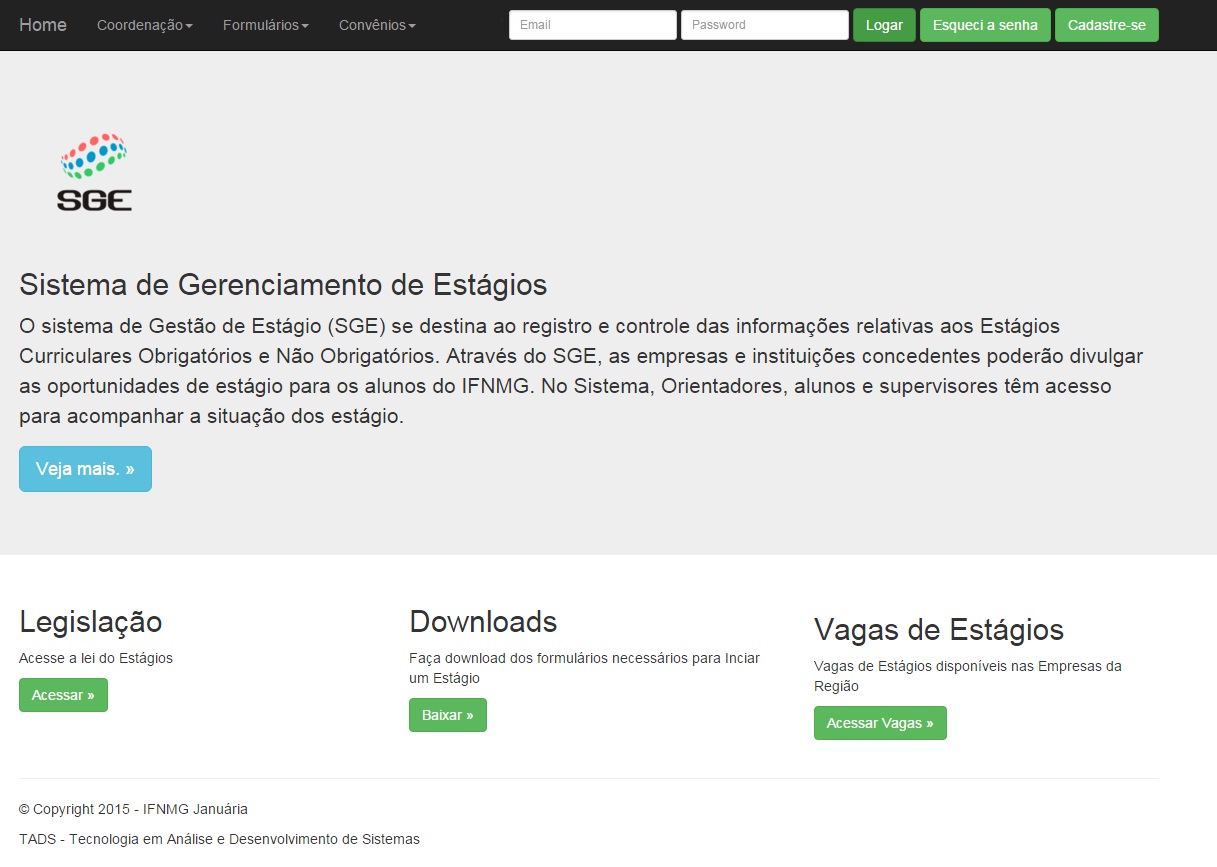 Home Coordenação Formulários Convênios Email Password Logar Esqueci a senha Cadastre-se
SGE
Sistema de Gerenciamento de Estágios
O sistema de Gestão de Estágio (SGE) se destina ao registro e controle das informações relativas aos Estágios
Curriculares Obrigatórios e Não Obrigatórios. Através do SGE, as empresas e instituições concedentes poderão divulgar
as oportunidades de estágio para os alunos do IFNMG. No Sistema, Orientadores, alunos e supervisores têm acesso
para acompanhar a situação dos estágio.
Veja mais. »
Legislação
Acesse a lei do Estágios
Acessar »
Downloads
Faça download dos formulários necessários para Inciar
um Estágio
Baixar »
Vagas de Estágios
Vagas de Estágios disponíveis nas Empresas da
Região
Acessar Vagas »
© Copyright 2015 - IFNMG Januária
TADS - Tecnologia em Análise e Desenvolvimento de Sistemas